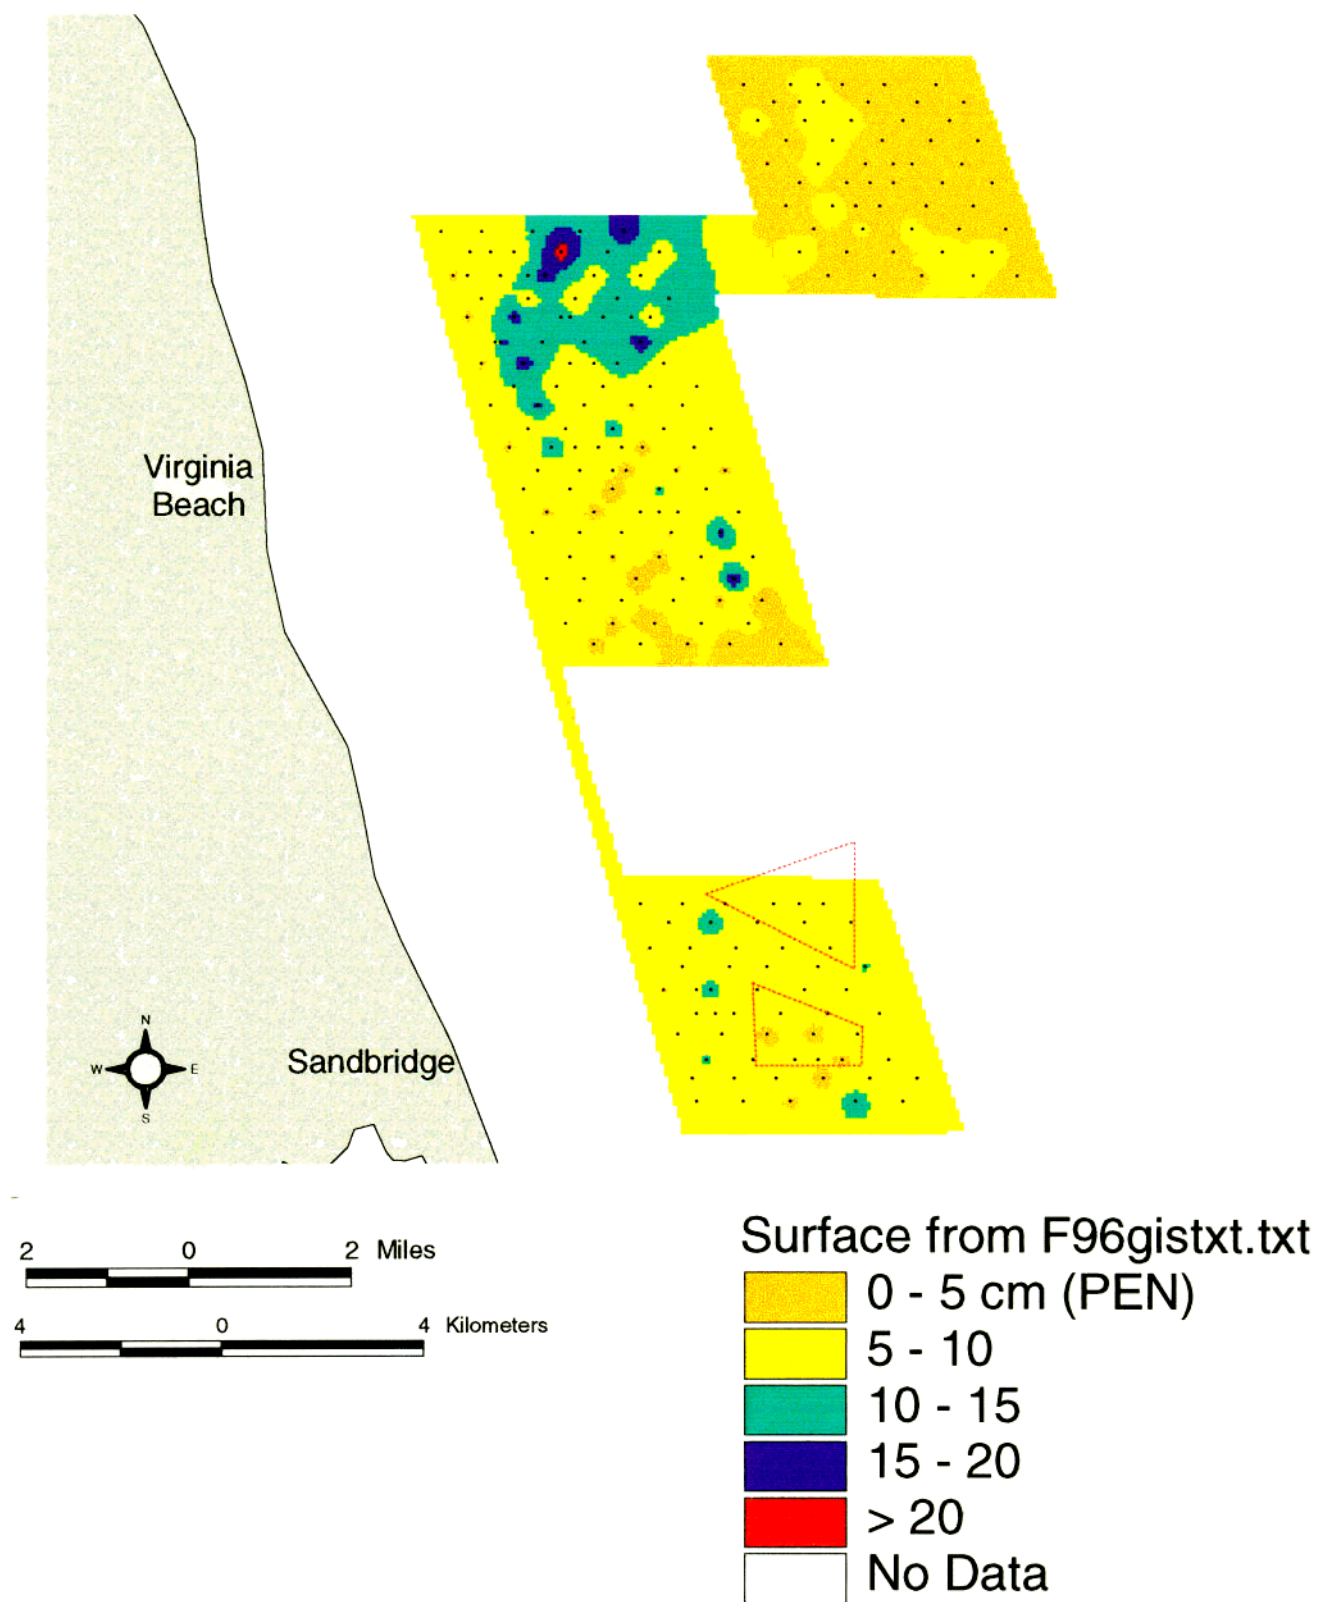 Virginia
Beach
N
W E
S
Sandbridge
2 0 2 Miles
4 0 4 Kilometers
Surface from F96gistxt.txt
0 - 5 cm (PEN)
5 - 10
10 - 15
15 - 20
> 20
No Data